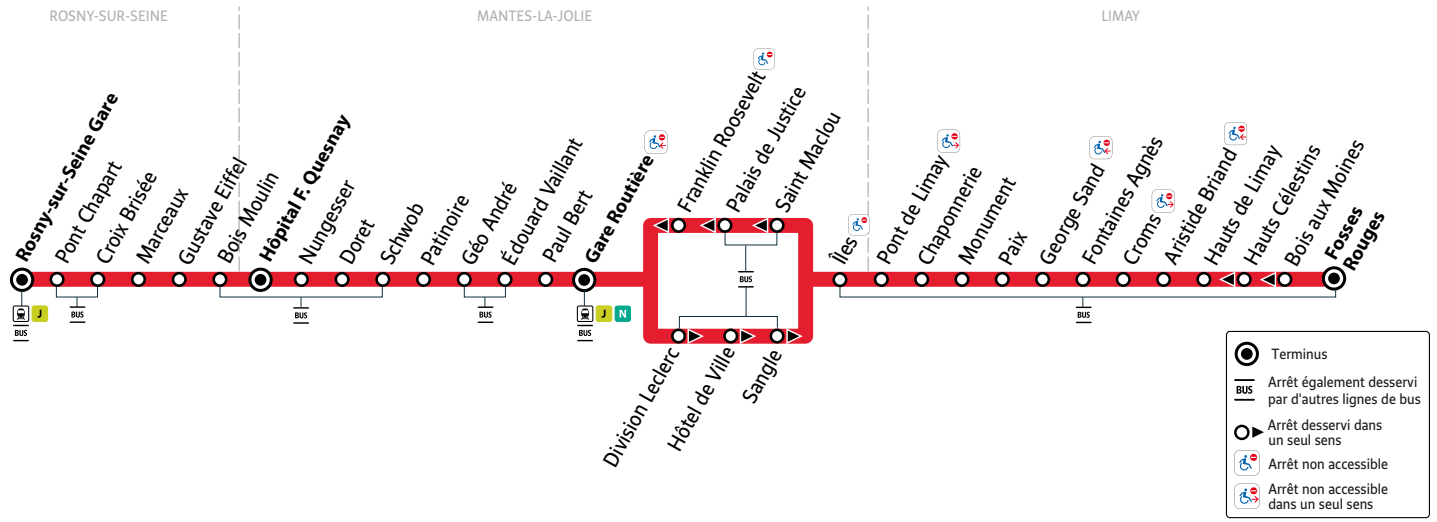 ROSNY-SUR-SEINE
MANTES-LA-JOLIE
LIMAY
Rosny-sur-Seine Gare
Pont Chapart
Croix Brisée
Marceaux
Gustave Eiffel
Bois Moulin
Hôpital F. Quesnay
Nungesser
Doret
Schwob
Patinoire
Géo André
Édouard Vaillant
Paul Bert
Gare Routière
Franklin Roosevelt
Palais de Justice
Saint Maclou
Division Leclerc
Hôtel de Ville
Sangle
Îles
Pont de Limay
Chaponnerie
Monument
Paix
George Sand
Fontaines Agnès
Croms
Aristide Briand
Hauts de Limay
Hauts Célestins
Bois aux Moines
Fosses
Rouges
J
BUS
BUS
BUS
BUS
J N
BUS
BUS
BUS
Terminus
BUS
Arrêt également desservi
par d'autres lignes de bus
Arrêt desservi dans
un seul sens
Arrêt non accessible
Arrêt non accessible
dans un seul sens